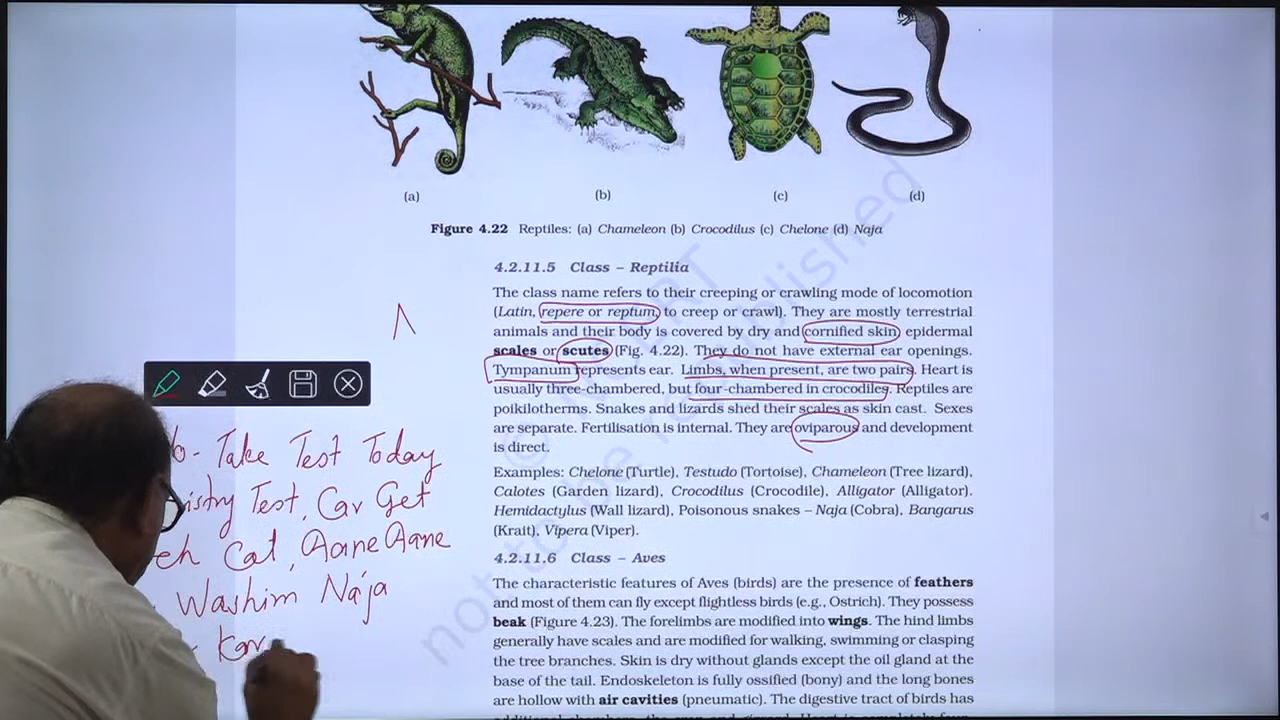 (a) (b) (c) (d)
Figure 4.22 Reptiles: (a) Chameleon (b) Crocodilus (c) Chelone (d) Naja
4.2.11.5 Class – Reptilia
The class name refers to their creeping or crawling mode of locomotion
(Latin, repere or reptum, to creep or crawl). They are mostly terrestrial
animals and their body is covered by dry and cornified skin, epidermal
scales or scutes (Fig. 4.22). They do not have external ear openings.
Tympanum represents ear. Limbs, when present, are two pairs. Heart is
usually three-chambered, but four-chambered in crocodiles. Reptiles are
poikilotherms. Snakes and lizards shed their scales as skin cast. Sexes
are separate. Fertilisation is internal. They are oviparous and development
is direct.
Examples: Chelone (Turtle), Testudo (Tortoise), Chameleon (Tree lizard),
Calotes (Garden lizard), Crocodilus (Crocodile), Alligator (Alligator).
Hemidactylus (Wall lizard), Poisonous snakes – Naja (Cobra), Bangarus
(Krait), Vipera (Viper).
4.2.11.6 Class – Aves
The characteristic features of Aves (birds) are the presence of feathers
and most of them can fly except flightless birds (e.g., Ostrich). They possess
beak (Figure 4.23). The forelimbs are modified into wings. The hind limbs
generally have scales and are modified for walking, swimming or clasping
the tree branches. Skin is dry without glands except the oil gland at the
base of the tail. Endoskeleton is fully ossified (bony) and the long bones
are hollow with air cavities (pneumatic). The digestive tract of birds has
Take Test Today
Test, Car Get
Cat, Aane Aane
Washim Naja
© NCERT
not to be republished